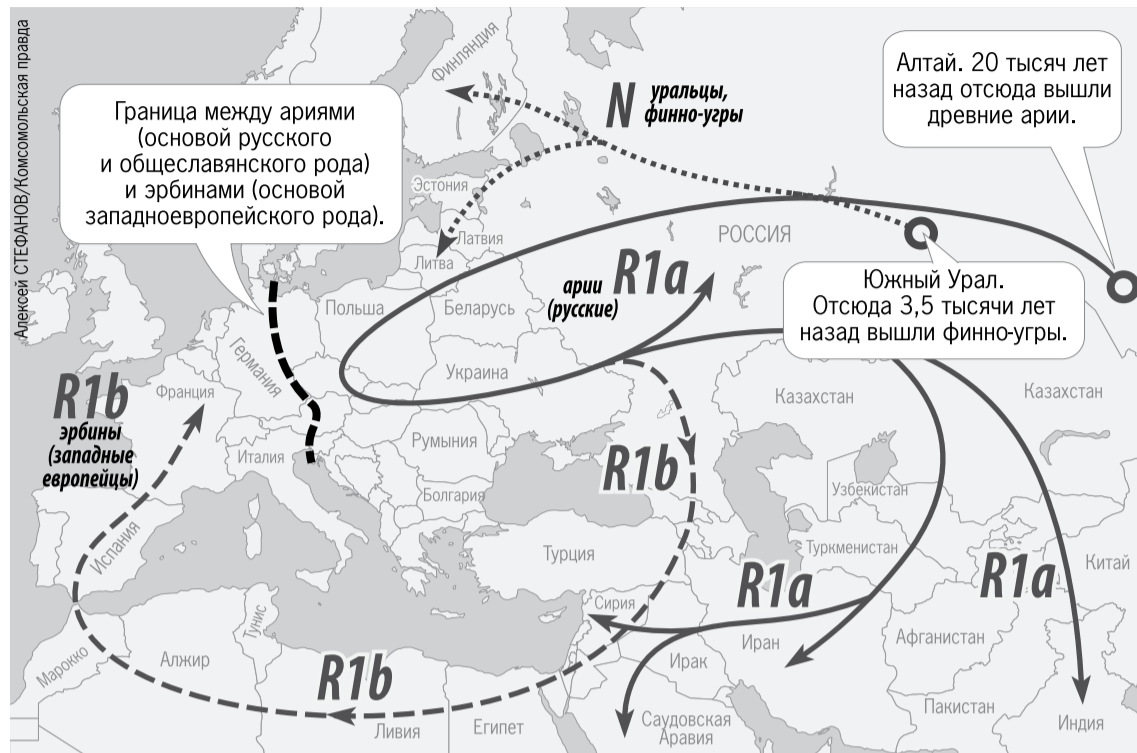 Алексей СТЕФАНОВ/Комсомольская правда
Граница между ариями
(основой русского
и общеславянского рода)
и эрбинами (основой
западноевропейского рода).
Финляндия
N уральцы,
финно-угры
Алтай. 20 тысяч лет
назад отсюда вышли
древние арии.
Эстония
Латвия
Литва
РОССИЯ
Южный Урал.
Отсюда 3,5 тысячи лет
назад вышли финно-угры.
арии
(русские)
R1a
Польша
Беларусь
Германия
Украина
Франция
R1b
эрбины
(западные
европейцы)
Казахстан
Казахстан
Румыния
Италия
R1b
Болгария
Узбекистан
Испания
Турция
Туркменистан
Китай
R1a
R1a
Сирия
Тунис
Иран
Афганистан
Марокко
Алжир
Ирак
R1b
Ливия
Египет
Саудовская
Аравия
Пакистан
Индия